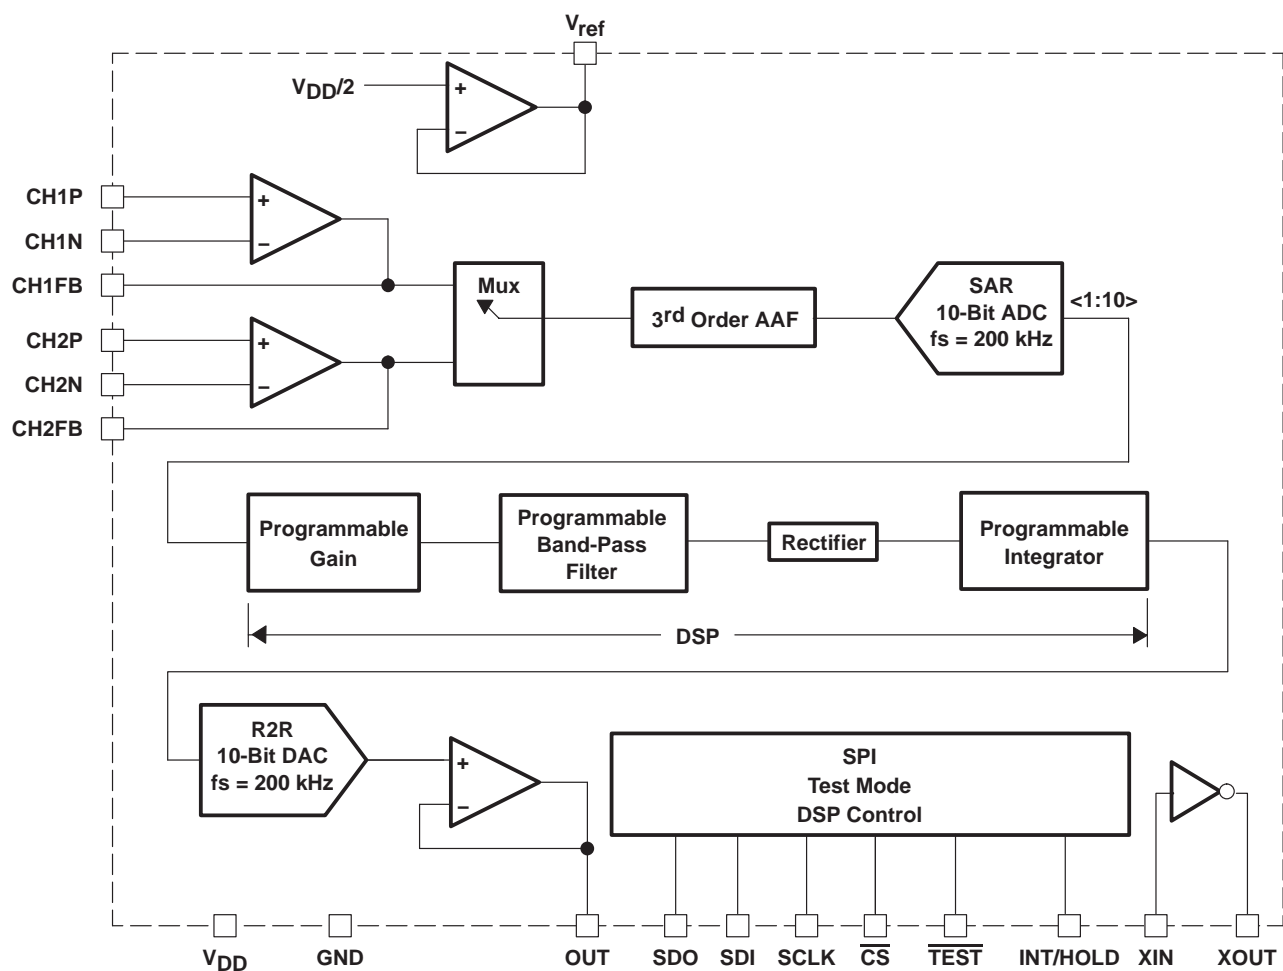 Vref
VDD/2
+
−
CH1P
+
CH1N
−
CH1FB
Mux
SAR
10-Bit ADC
fs = 200 kHz
<1:10>
3rd Order AAF
CH2P
+
CH2N
−
CH2FB
Programmable
Gain
Programmable
Band-Pass
Filter
Rectifier
Programmable
Integrator
DSP
R2R
10-Bit DAC
fs = 200 kHz
+
−
SPI
Test Mode
DSP Control
VDD
GND
OUT
SDO
SDI
SCLK
C̅S̅
T̅E̅S̅T̅
INT/HOLD
XIN
XOUT